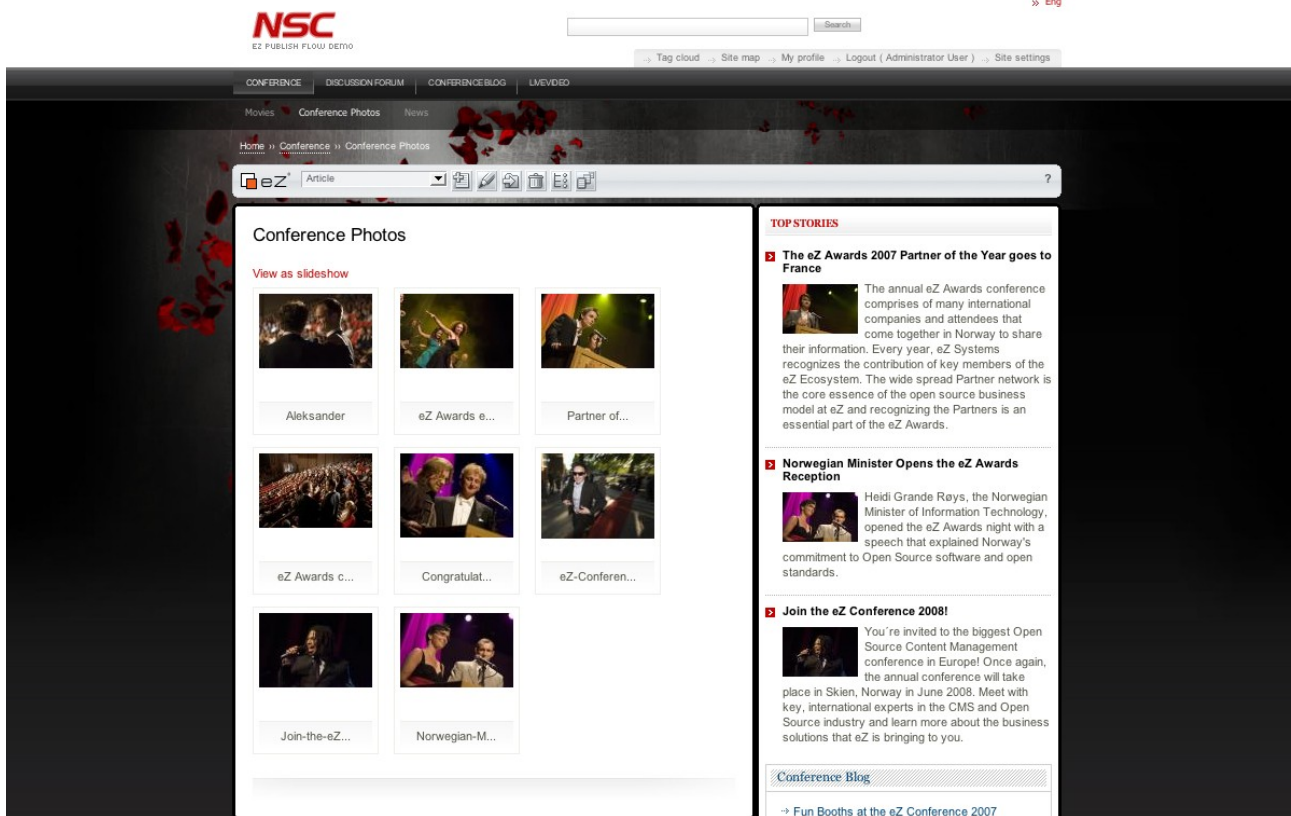 » Eng
NSC
EZ PUBLISH FLOW DEMO
Search
Tag cloud Site map My profile Logout ( Administrator User ) Site settings
CONFERENCE DISCUSSION FORUM CONFERENCE BLOG LIVE VIDEO
Movies Conference Photos News
Home » Conference » Conference Photos
eZ Article ?
Conference Photos
View as slideshow
Aleksander eZ Awards e... Partner of...
eZ Awards c... Congratulat... eZ-Conferen...
Join-the-eZ... Norwegian-M...
TOP STORIES
The eZ Awards 2007 Partner of the Year goes to
France
The annual eZ Awards conference
comprises of many international
companies and attendees that
come together in Norway to share
their information. Every year, eZ Systems
recognizes the contribution of key members of the
eZ Ecosystem. The wide spread Partner network is
the core essence of the open source business
model at eZ and recognizing the Partners is an
essential part of the eZ Awards.
Norwegian Minister Opens the eZ Awards
Reception
Heidi Grande Røys, the Norwegian
Minister of Information Technology,
opened the eZ Awards night with a
speech that explained Norway's
commitment to Open Source software and open
standards.
Join the eZ Conference 2008!
You´re invited to the biggest Open
Source Content Management
conference in Europe! Once again,
the annual conference will take
place in Skien, Norway in June 2008. Meet with
key, international experts in the CMS and Open
Source industry and learn more about the business
solutions that eZ is bringing to you.
Conference Blog
Fun Booths at the eZ Conference 2007